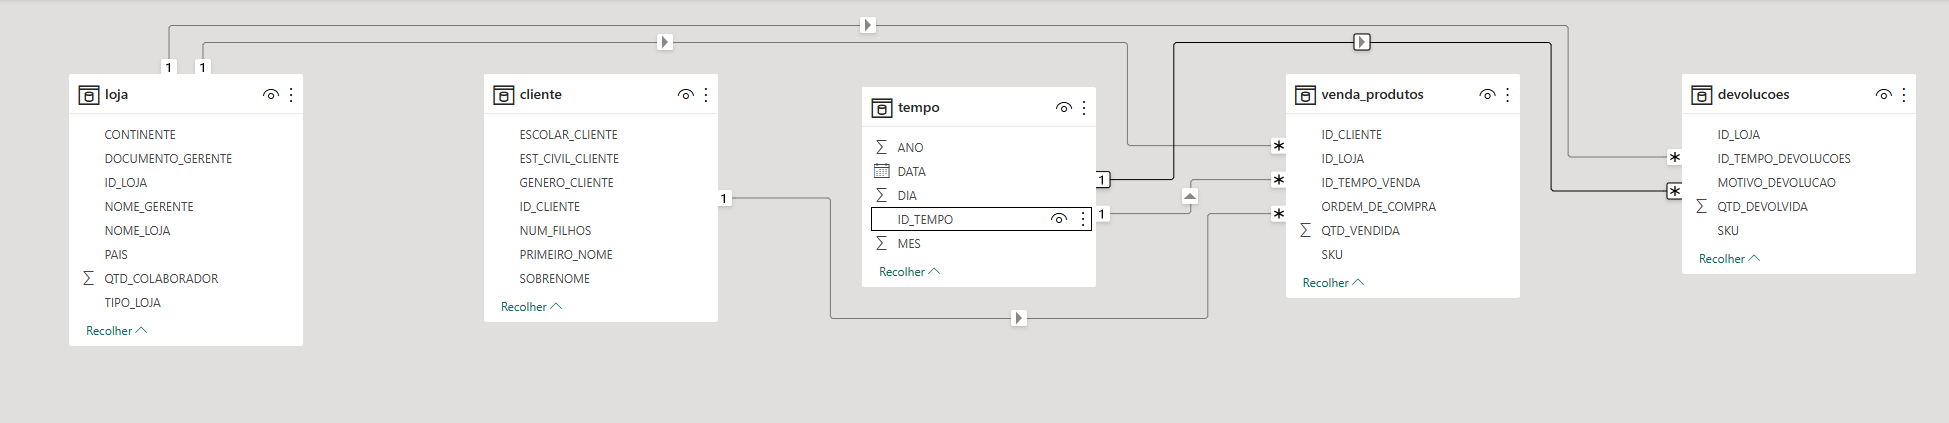 1
1
loja
CONTINENTE
DOCUMENTO_GERENTE
ID_LOJA
NOME_GERENTE
NOME_LOJA
PAIS
QTD_COLABORADOR
TIPO_LOJA
Recolher
cliente
ESCOLAR_CLIENTE
EST_CIVIL_CLIENTE
GENERO_CLIENTE
ID_CLIENTE
NUM_FILHOS
PRIMEIRO_NOME
SOBRENOME
Recolher
1
tempo
∑ ANO
DATA
∑ DIA
ID_TEMPO
∑ MES
Recolher
1
1
*
*
*
venda_produtos
ID_CLIENTE
ID_LOJA
ID_TEMPO_VENDA
ORDEM_DE_COMPRA
∑ QTD_VENDIDA
SKU
Recolher
*
*
devolucoes
ID_LOJA
ID_TEMPO_DEVOLUCOES
MOTIVO_DEVOLUCAO
∑ QTD_DEVOLVIDA
SKU
Recolher